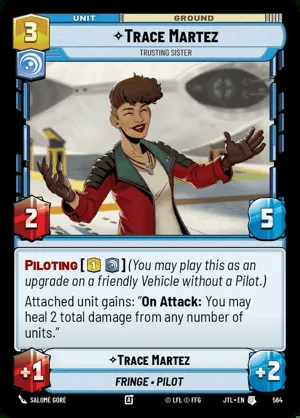 UNIT GROUND
3
✧TRACE MARTEZ
TRUSTING SISTER
2 5
PILOTING [1] (You may play this as an
upgrade on a friendly Vehicle without a Pilot.)
Attached unit gains: “On Attack: You may
heal 2 total damage from any number of
units.”
✧TRACE MARTEZ
+1 FRINGE • PILOT +2
SALOMÉ GORÉ Ⓛ LFL Ⓒ FFG JTL • EN 564